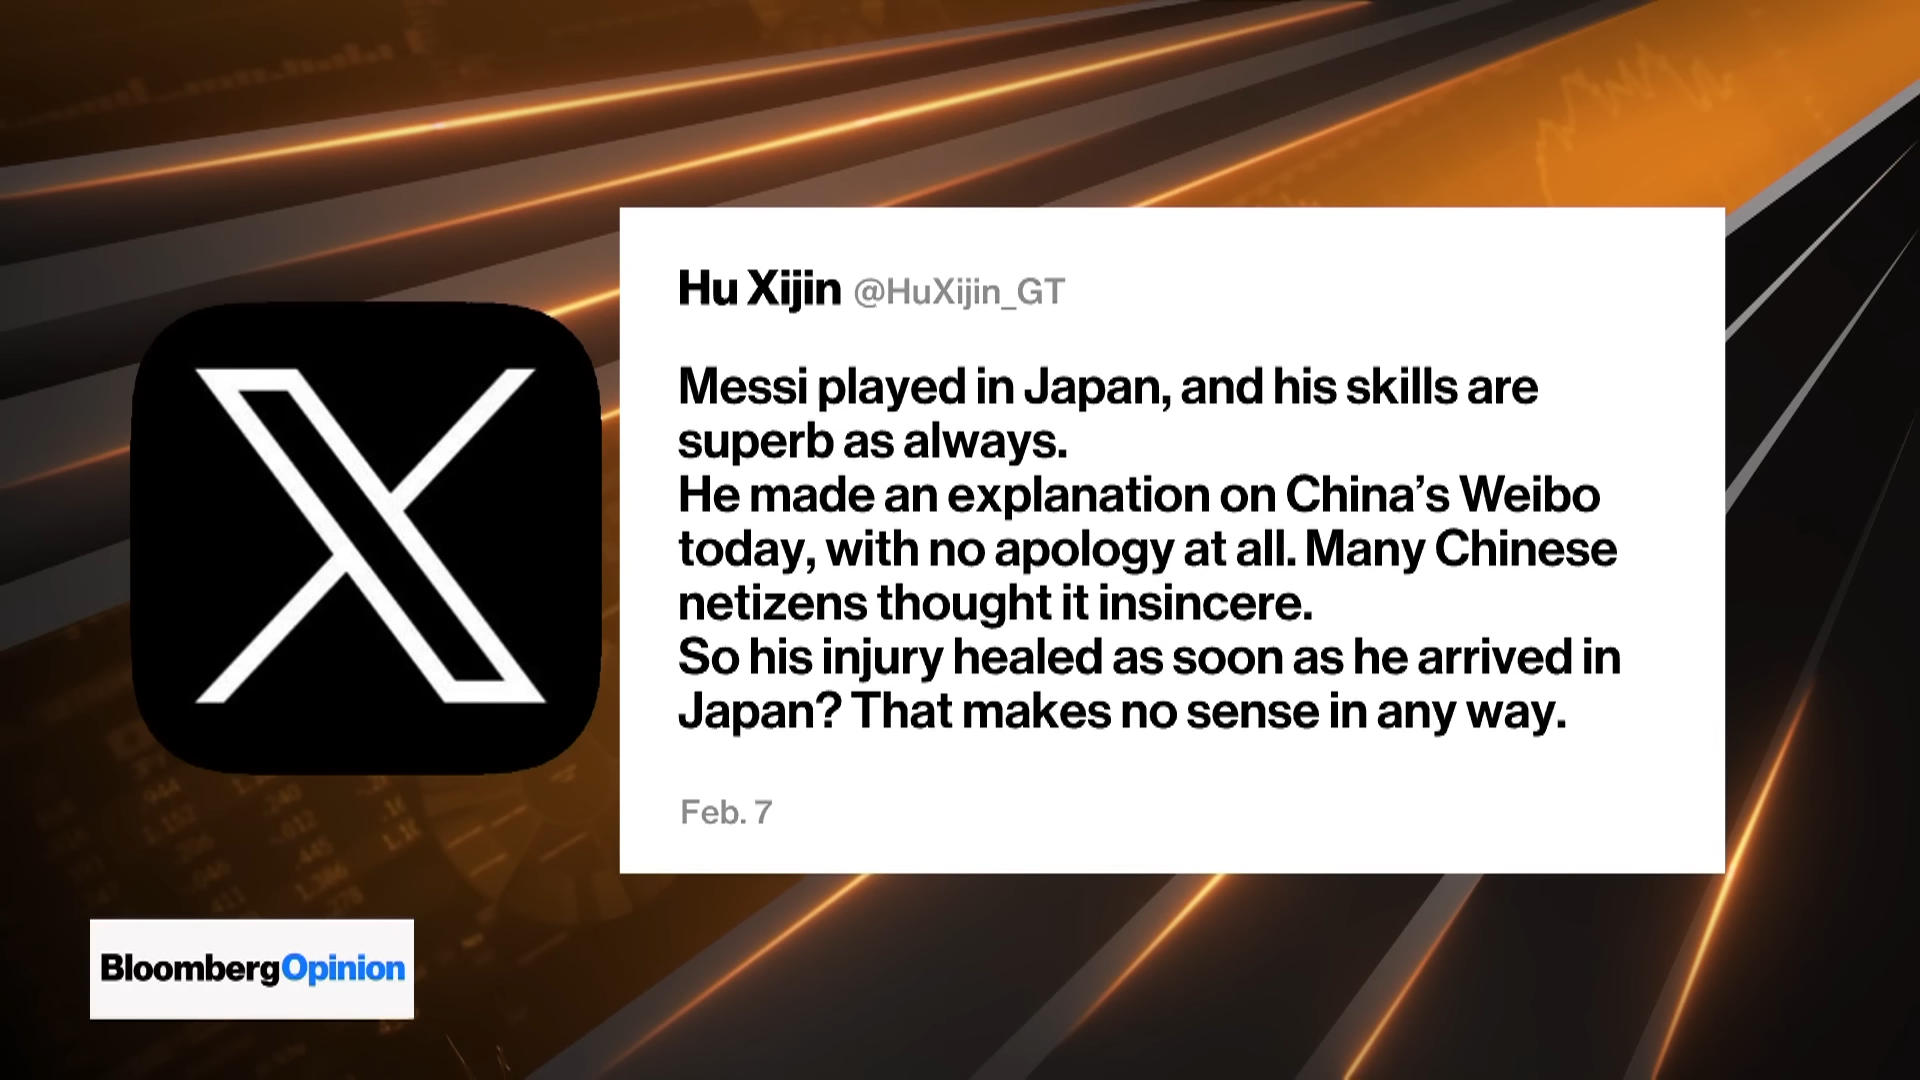 Hu Xijin @HuXijin_GT
Messi played in Japan, and his skills are
superb as always.
He made an explanation on China’s Weibo
today, with no apology at all. Many Chinese
netizens thought it insincere.
So his injury healed as soon as he arrived in
Japan? That makes no sense in any way.
Feb. 7
BloombergOpinion